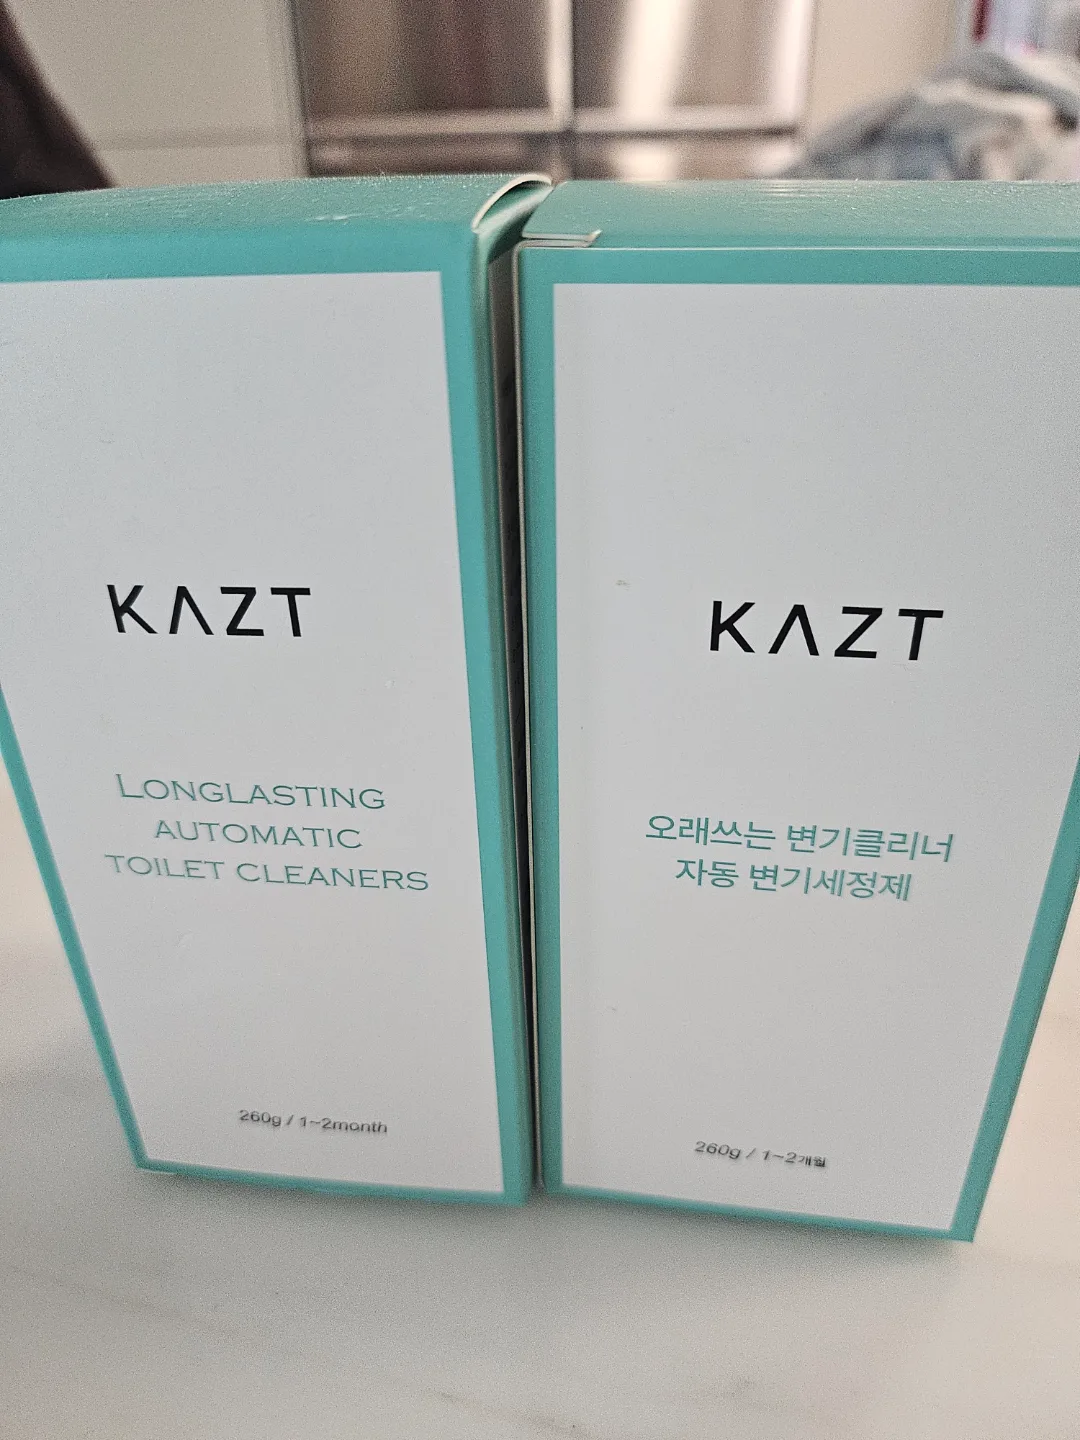 KAZT
LONGLASTING
AUTOMATIC
TOILET CLEANERS
260g / 1~2month
KAZT
오래쓰는 변기클리너
자동 변기세정제
260g / 1~2개월